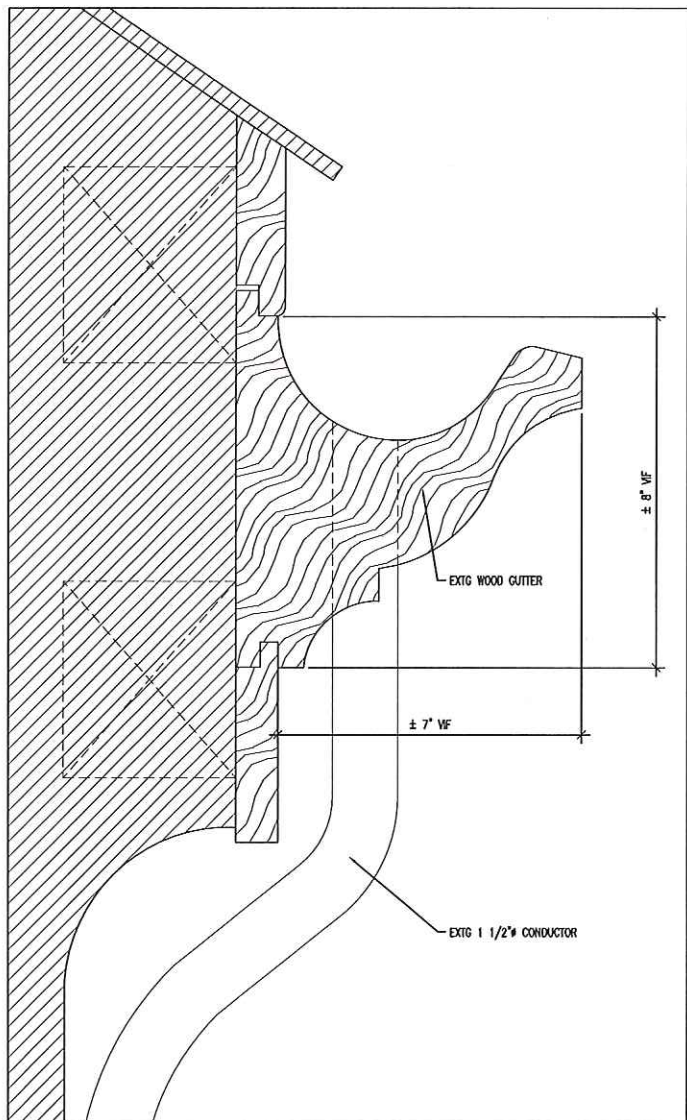 ± 8" VIF
EXTG WOOD GUTTER
± 7" VIF
EXTG 1 1/2"ø CONDUCTOR